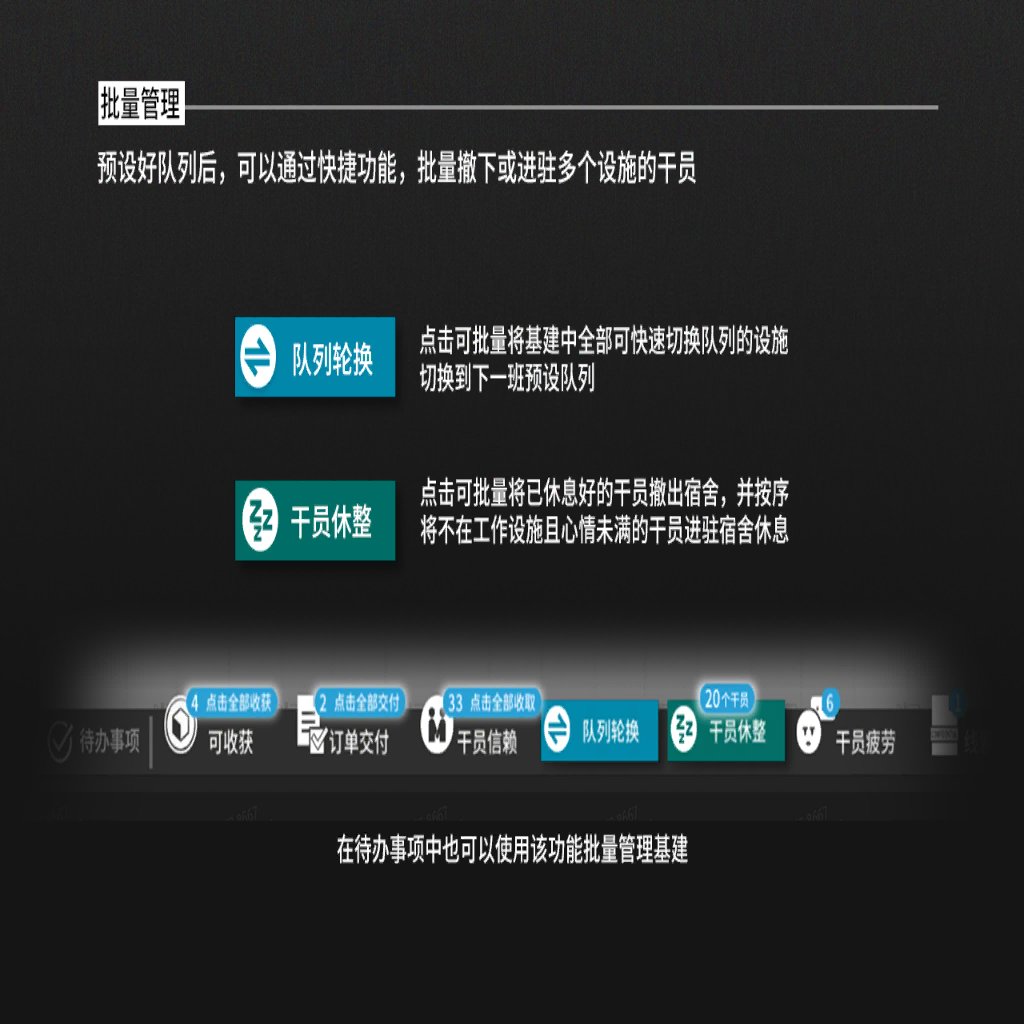 批量管理
预设好队列后，可以通过快捷功能，批量撤下或进驻多个设施的干员
队列轮换
点击可批量将基建中全部可快速切换队列的设施
切换到下一班预设队列
干员休整
点击可批量将已休息好的干员撤出宿舍，并按序
将不在工作设施且心情未满的干员进驻宿舍休息
4 点击全部收获
2 点击全部交付
33 点击全部收取
20个干员
6
1
待办事项
可收获
订单交付
干员信赖
队列轮换
干员休整
干员疲劳
在待办事项中也可以使用该功能批量管理基建